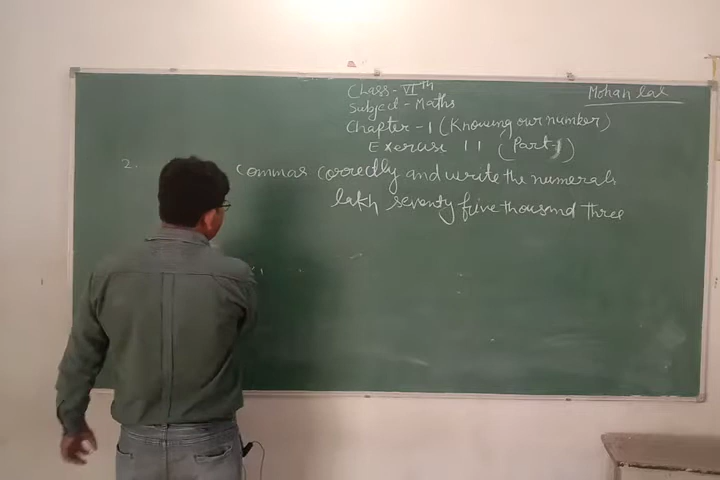 Class - VIth
Mohan lal
Subject - Maths
Chapter - 1 (Knowing our number)
Exercise 1.1 (Part-1)
2. commas correctly and write the numerals
lakh seventy five thousand three